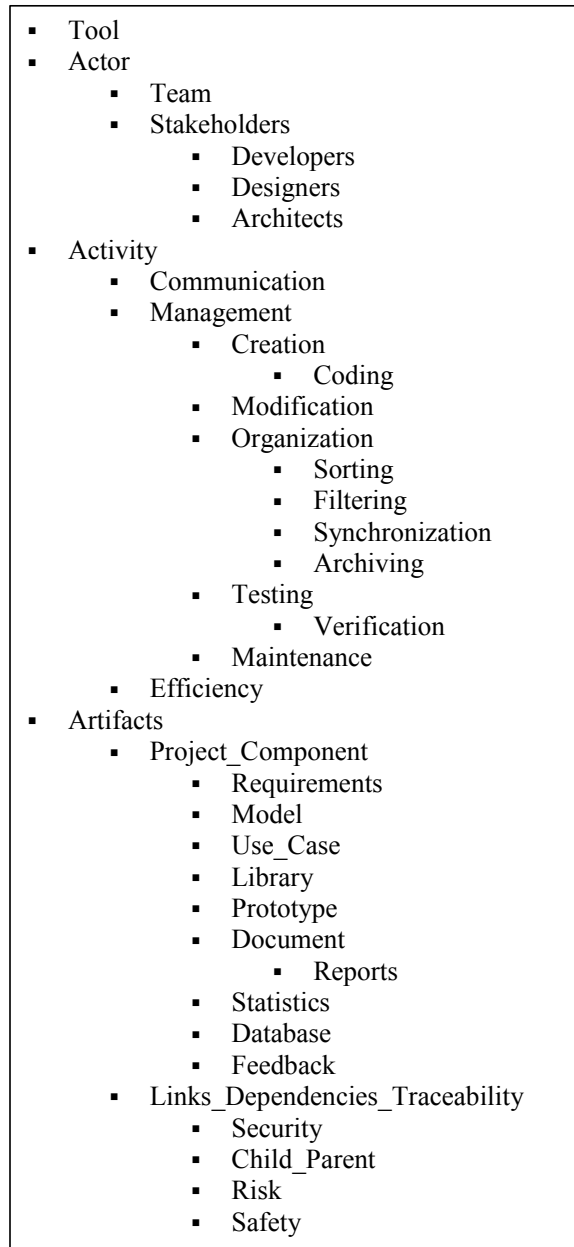 ▪ Tool
▪ Actor
▪ Team
▪ Stakeholders
▪ Developers
▪ Designers
▪ Architects
▪ Activity
▪ Communication
▪ Management
▪ Creation
▪ Coding
▪ Modification
▪ Organization
▪ Sorting
▪ Filtering
▪ Synchronization
▪ Archiving
▪ Testing
▪ Verification
▪ Maintenance
▪ Efficiency
▪ Artifacts
▪ Project_Component
▪ Requirements
▪ Model
▪ Use_Case
▪ Library
▪ Prototype
▪ Document
▪ Reports
▪ Statistics
▪ Database
▪ Feedback
▪ Links_Dependencies_Traceability
▪ Security
▪ Child_Parent
▪ Risk
▪ Safety